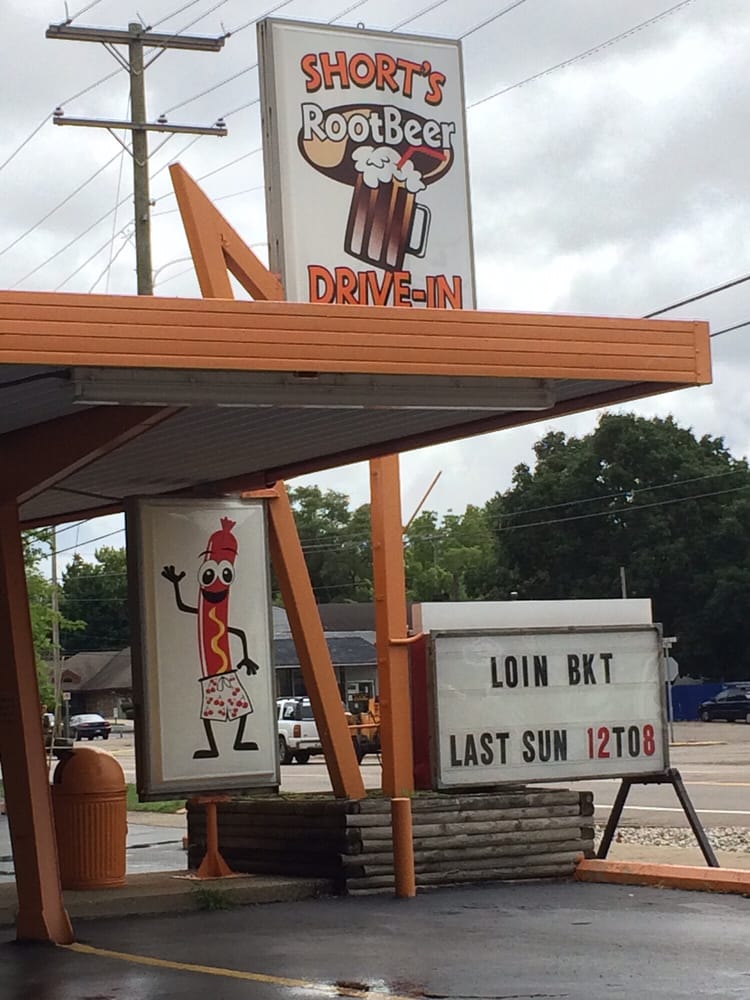 SHORT'S
RootBeer
DRIVE-IN
LOIN BKT
LAST SUN 12TO8